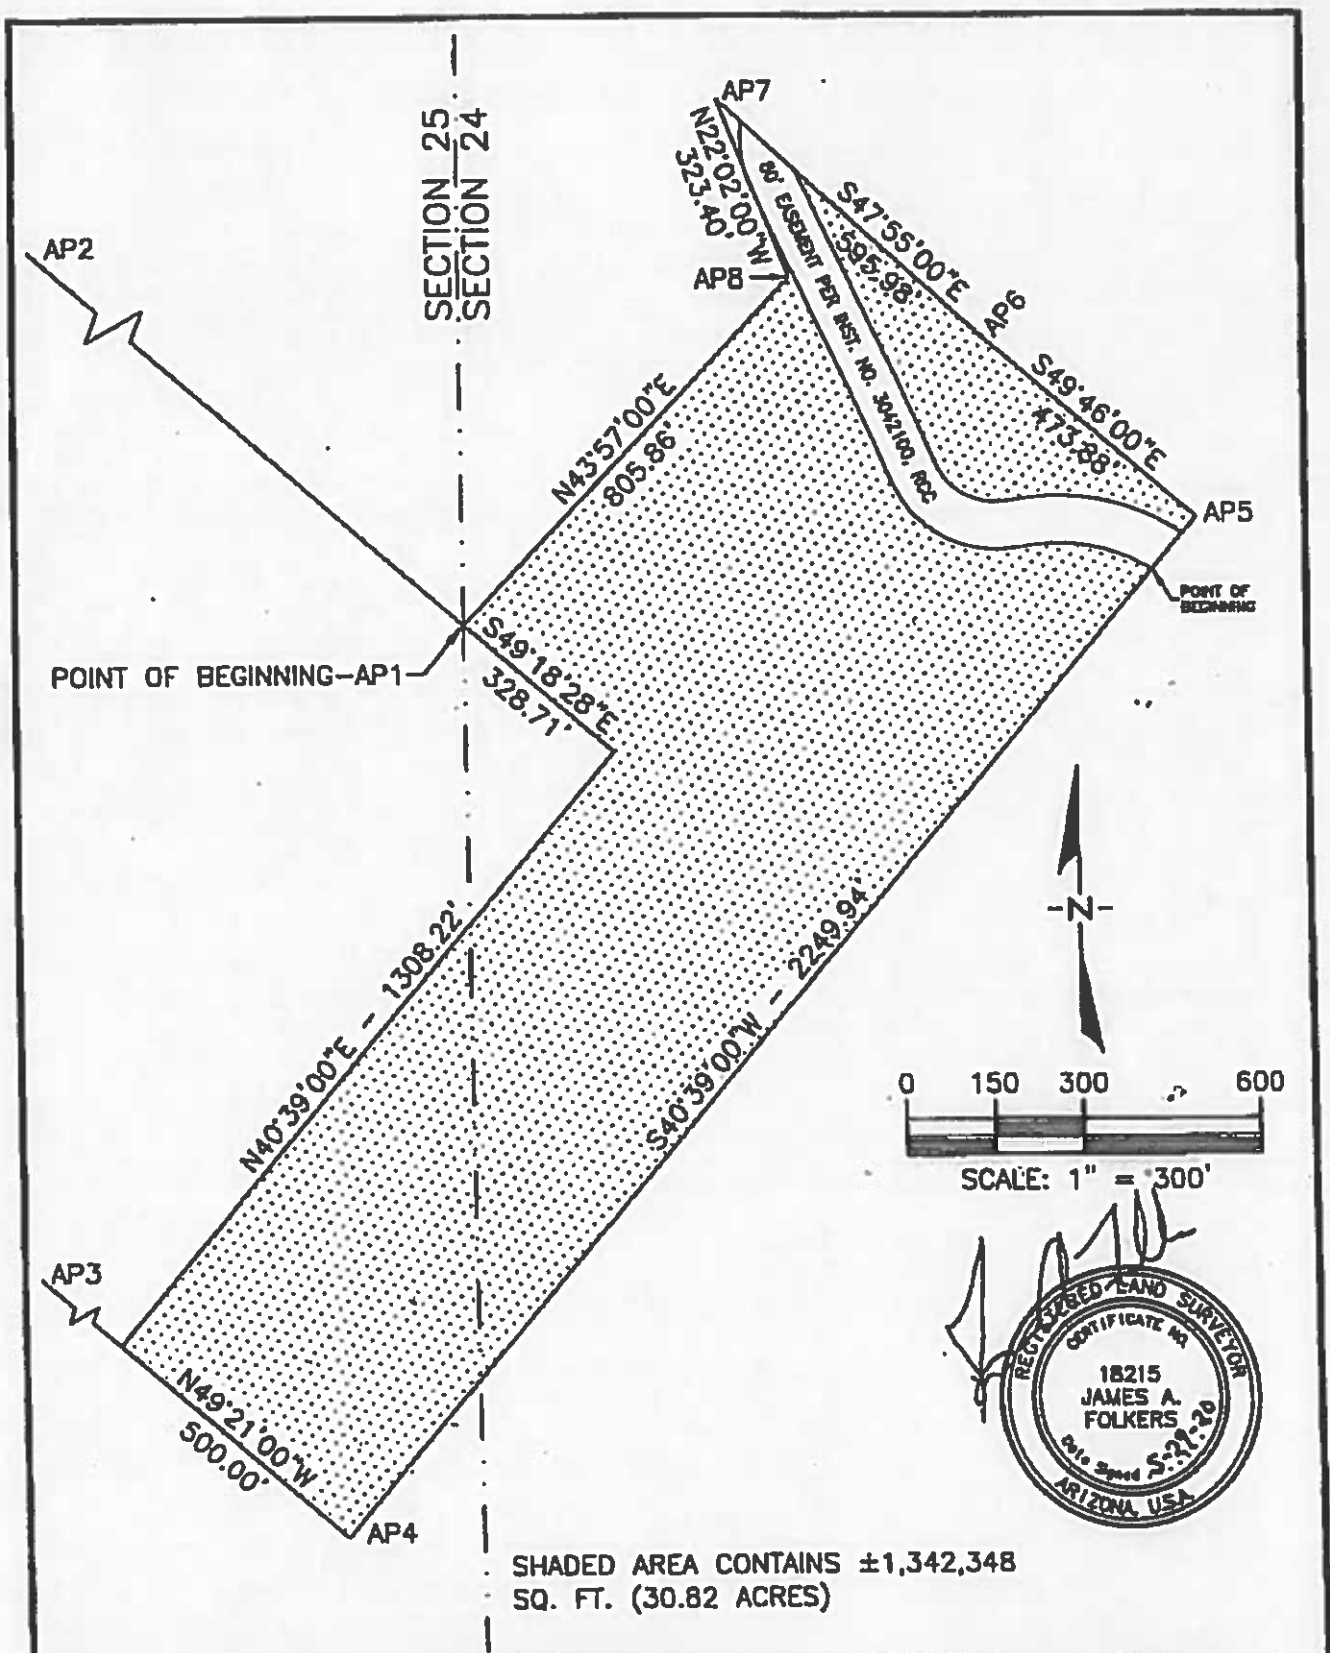 AP7
SECTION 25
SECTION 24
N22°02'00"W
323.40'
80' EASEMENT PER INST. NO. 3042100, RCC
S47°55'00"E
595.98'
AP2
AP8
AP6
S49°46'00"E
473.88'
N43°57'00"E
805.86'
AP5
POINT OF
BEGINNING
POINT OF BEGINNING-AP1
S49°18'28"E
328.71'
N40°39'00"E - 1308.22'
S40°39'00"W - 2249.94'
-N-
0 150 300 600
SCALE: 1" = 300'
AP3
N49°21'00"W
500.00'
AP4
REGISTERED LAND SURVEYOR
CERTIFICATE NO.
18215
JAMES A.
FOLKERS
Date Signed
ARIZONA, U.S.A.
SHADED AREA CONTAINS ±1,342,348
SQ. FT. (30.82 ACRES)